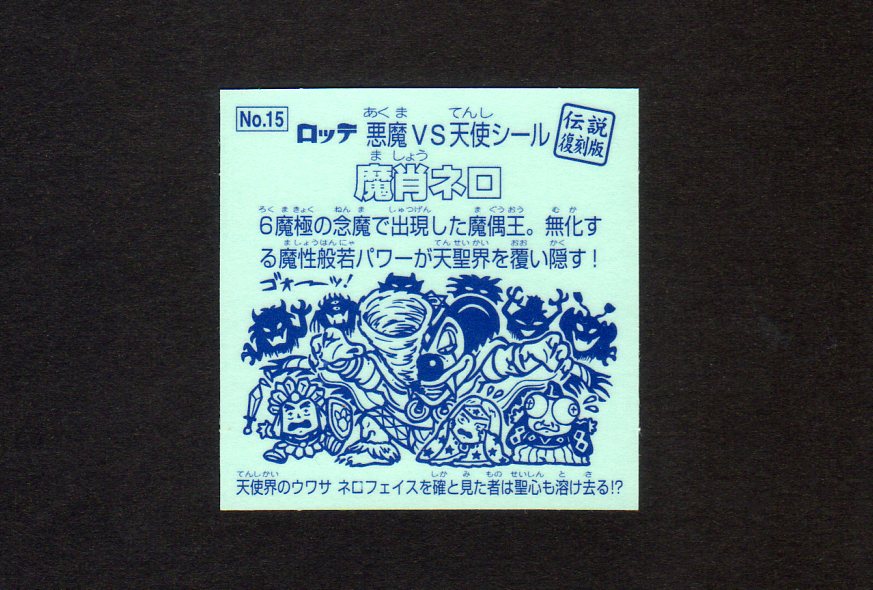 No.15
ロッテ 悪魔VS天使シール
あくま てんし
伝説
復刻版
ましょう
魔肖ネロ
ろくまきょく ねんま しゅつげん まぐうおう むか
6魔極の念魔で出現した魔偶王。無化す
ましょうはんにゃ てんせいかい おお かく
る魔性般若パワーが天聖界を覆い隠す！
ゴォーーッ！
てんしかい しか み もの せいしん と さ
天使界のウワサ ネロフェイスを確と見た者は聖心も溶け去る!?